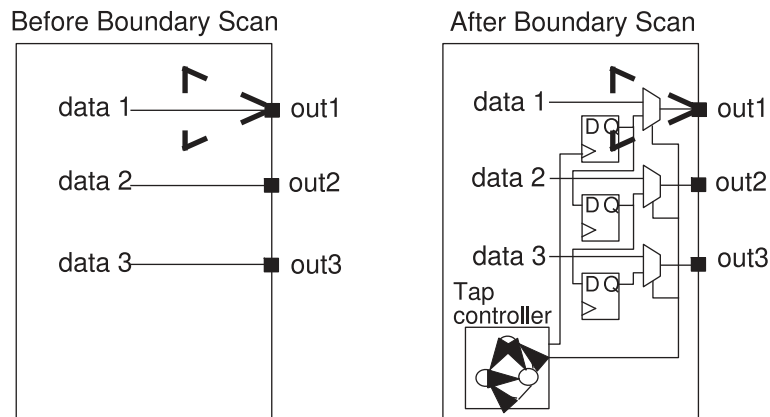 Before Boundary Scan
data 1
out1
data 2
out2
data 3
out3
After Boundary Scan
data 1
out1
D Q
data 2
out2
D Q
data 3
out3
D Q
Tap
controller